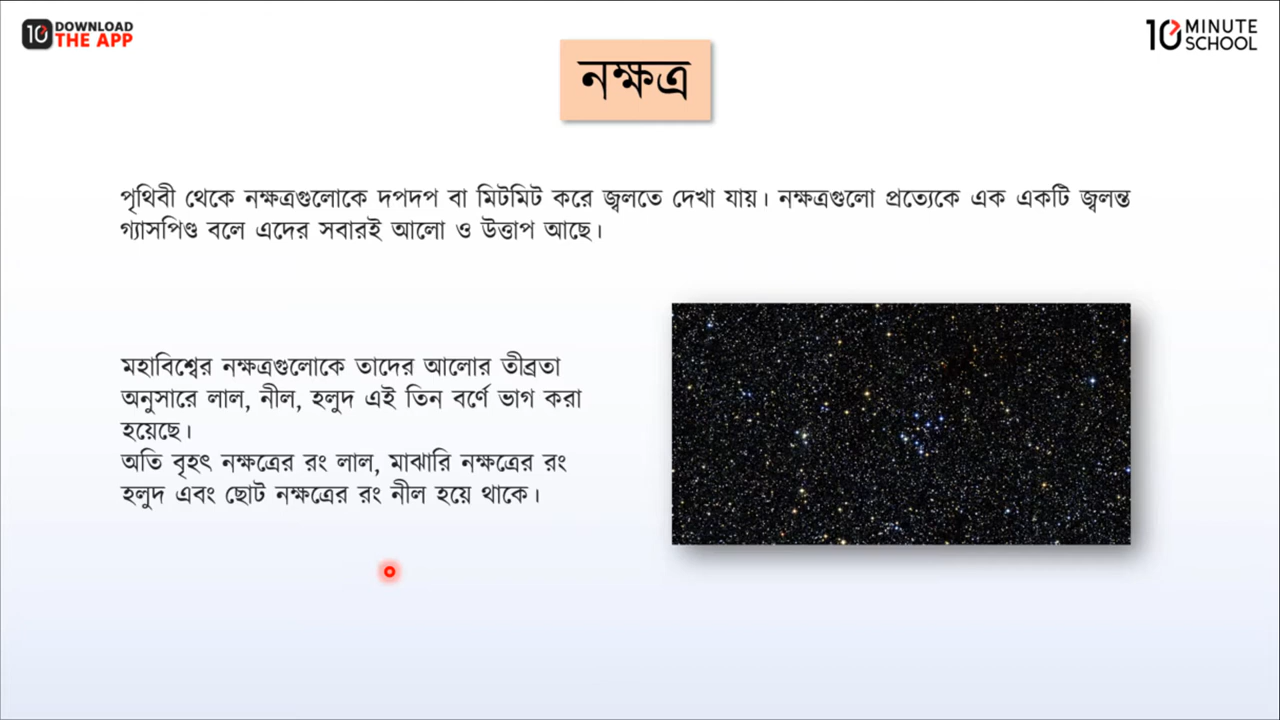 DOWNLOAD
THE APP
10 MINUTE
SCHOOL
নক্ষত্র
পৃথিবী থেকে নক্ষত্রগুলোকে দপদপ বা মিটমিট করে জ্বলতে দেখা যায়। নক্ষত্রগুলো প্রত্যেকে এক একটি জ্বলন্ত
গ্যাসপিণ্ড বলে এদের সবারই আলো ও উত্তাপ আছে।
মহাবিশ্বের নক্ষত্রগুলোকে তাদের আলোর তীব্রতা
অনুসারে লাল, নীল, হলুদ এই তিন বর্ণে ভাগ করা
হয়েছে।
অতি বৃহৎ নক্ষত্রের রং লাল, মাঝারি নক্ষত্রের রং
হলুদ এবং ছোট নক্ষত্রের রং নীল হয়ে থাকে।